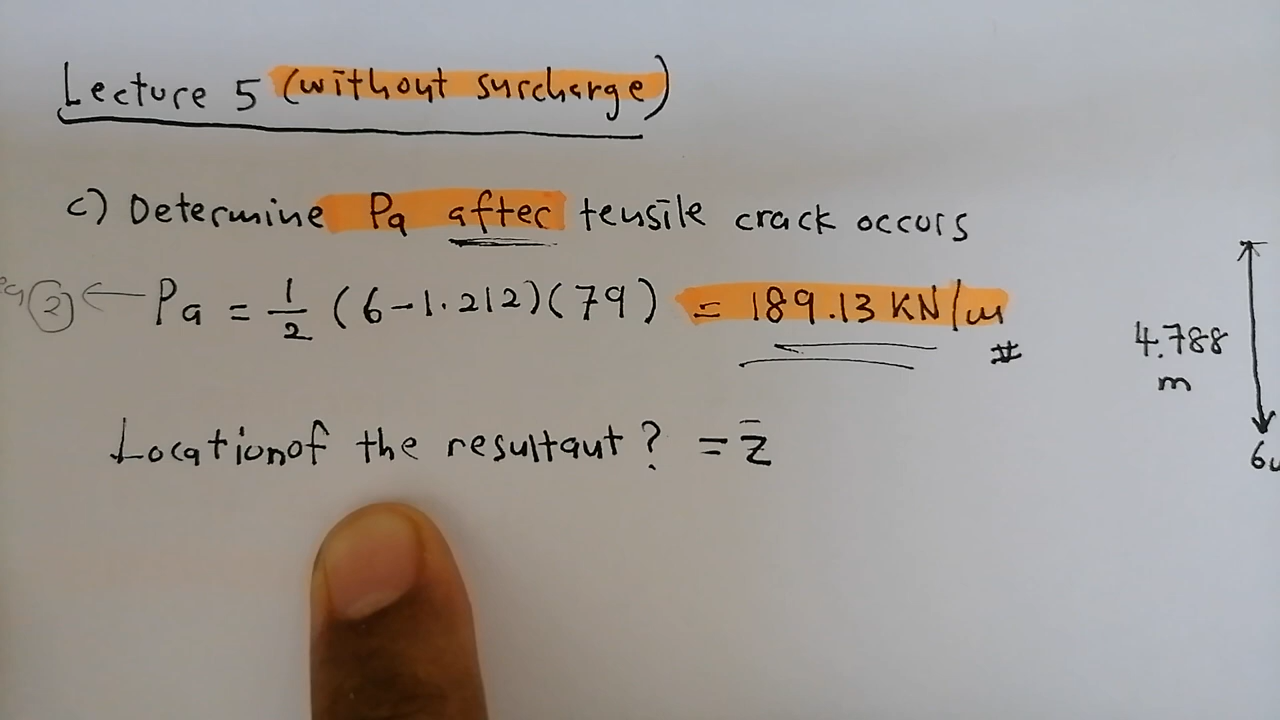 Lecture 5 (without surcharge)
c) Determine Pa after tensile crack occurs
② ← Pa = 1/2 (6-1.212)(79) = 189.13 KN/m #
4.788
m
Location of the resultant? = z̄